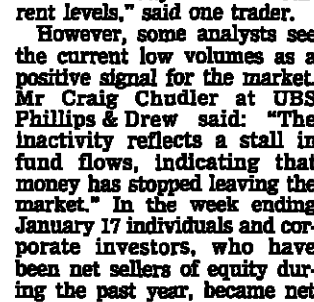 rent levels," said one trader.
However, some analysts see
the current low volumes as a
positive signal for the market.
Mr Craig Chudler at UBS
Phillips & Drew said: "The
inactivity reflects a stall in
fund flows, indicating that
money has stopped leaving the
market." In the week ending
January 17 individuals and cor-
porate investors, who have
been net sellers of equity dur-
ing the past year, became net